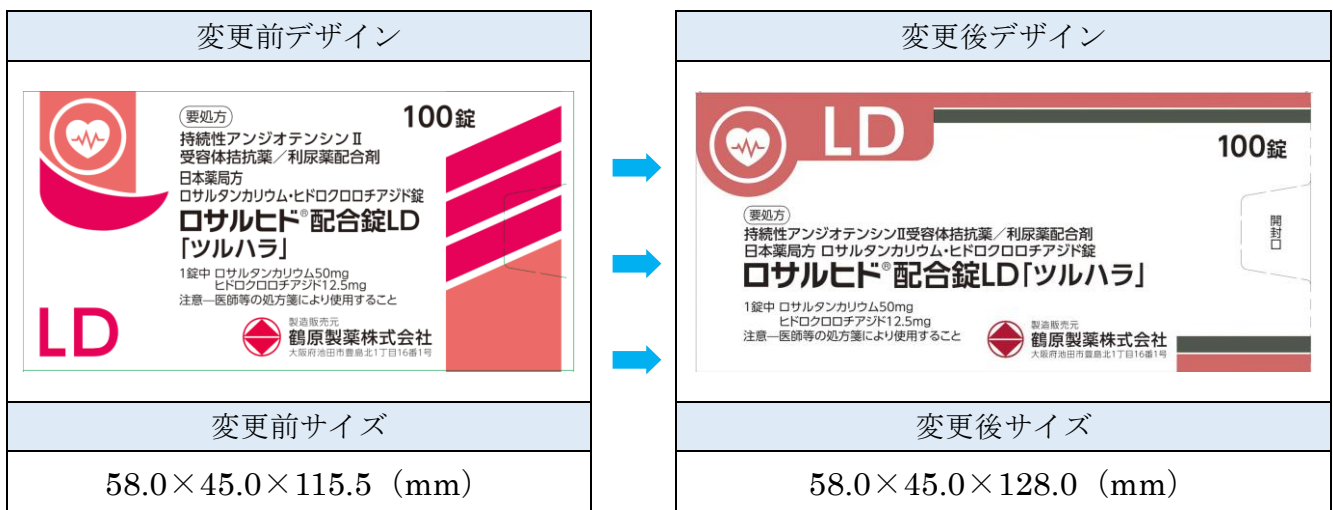 変更前デザイン
要処方
100錠
持続性アンジオテンシンⅡ
受容体拮抗薬／利尿薬配合剤
日本薬局方
ロサルタンカリウム・ヒドロクロロチアジド錠
ロサルヒド®配合錠LD
「ツルハラ」
1錠中 ロサルタンカリウム50mg
ヒドロクロロチアジド12.5mg
注意―医師等の処方箋により使用すること
LD
製造販売元
鶴原製薬株式会社
大阪府池田市豊島北1丁目16番1号
変更前サイズ
58.0×45.0×115.5（mm）
変更後デザイン
LD
100錠
要処方
持続性アンジオテンシンⅡ受容体拮抗薬／利尿薬配合剤
日本薬局方 ロサルタンカリウム・ヒドロクロロチアジド錠
ロサルヒド®配合錠LD「ツルハラ」
開封口
1錠中 ロサルタンカリウム50mg
ヒドロクロロチアジド12.5mg
注意―医師等の処方箋により使用すること
製造販売元
鶴原製薬株式会社
大阪府池田市豊島北1丁目16番1号
変更後サイズ
58.0×45.0×128.0（mm）